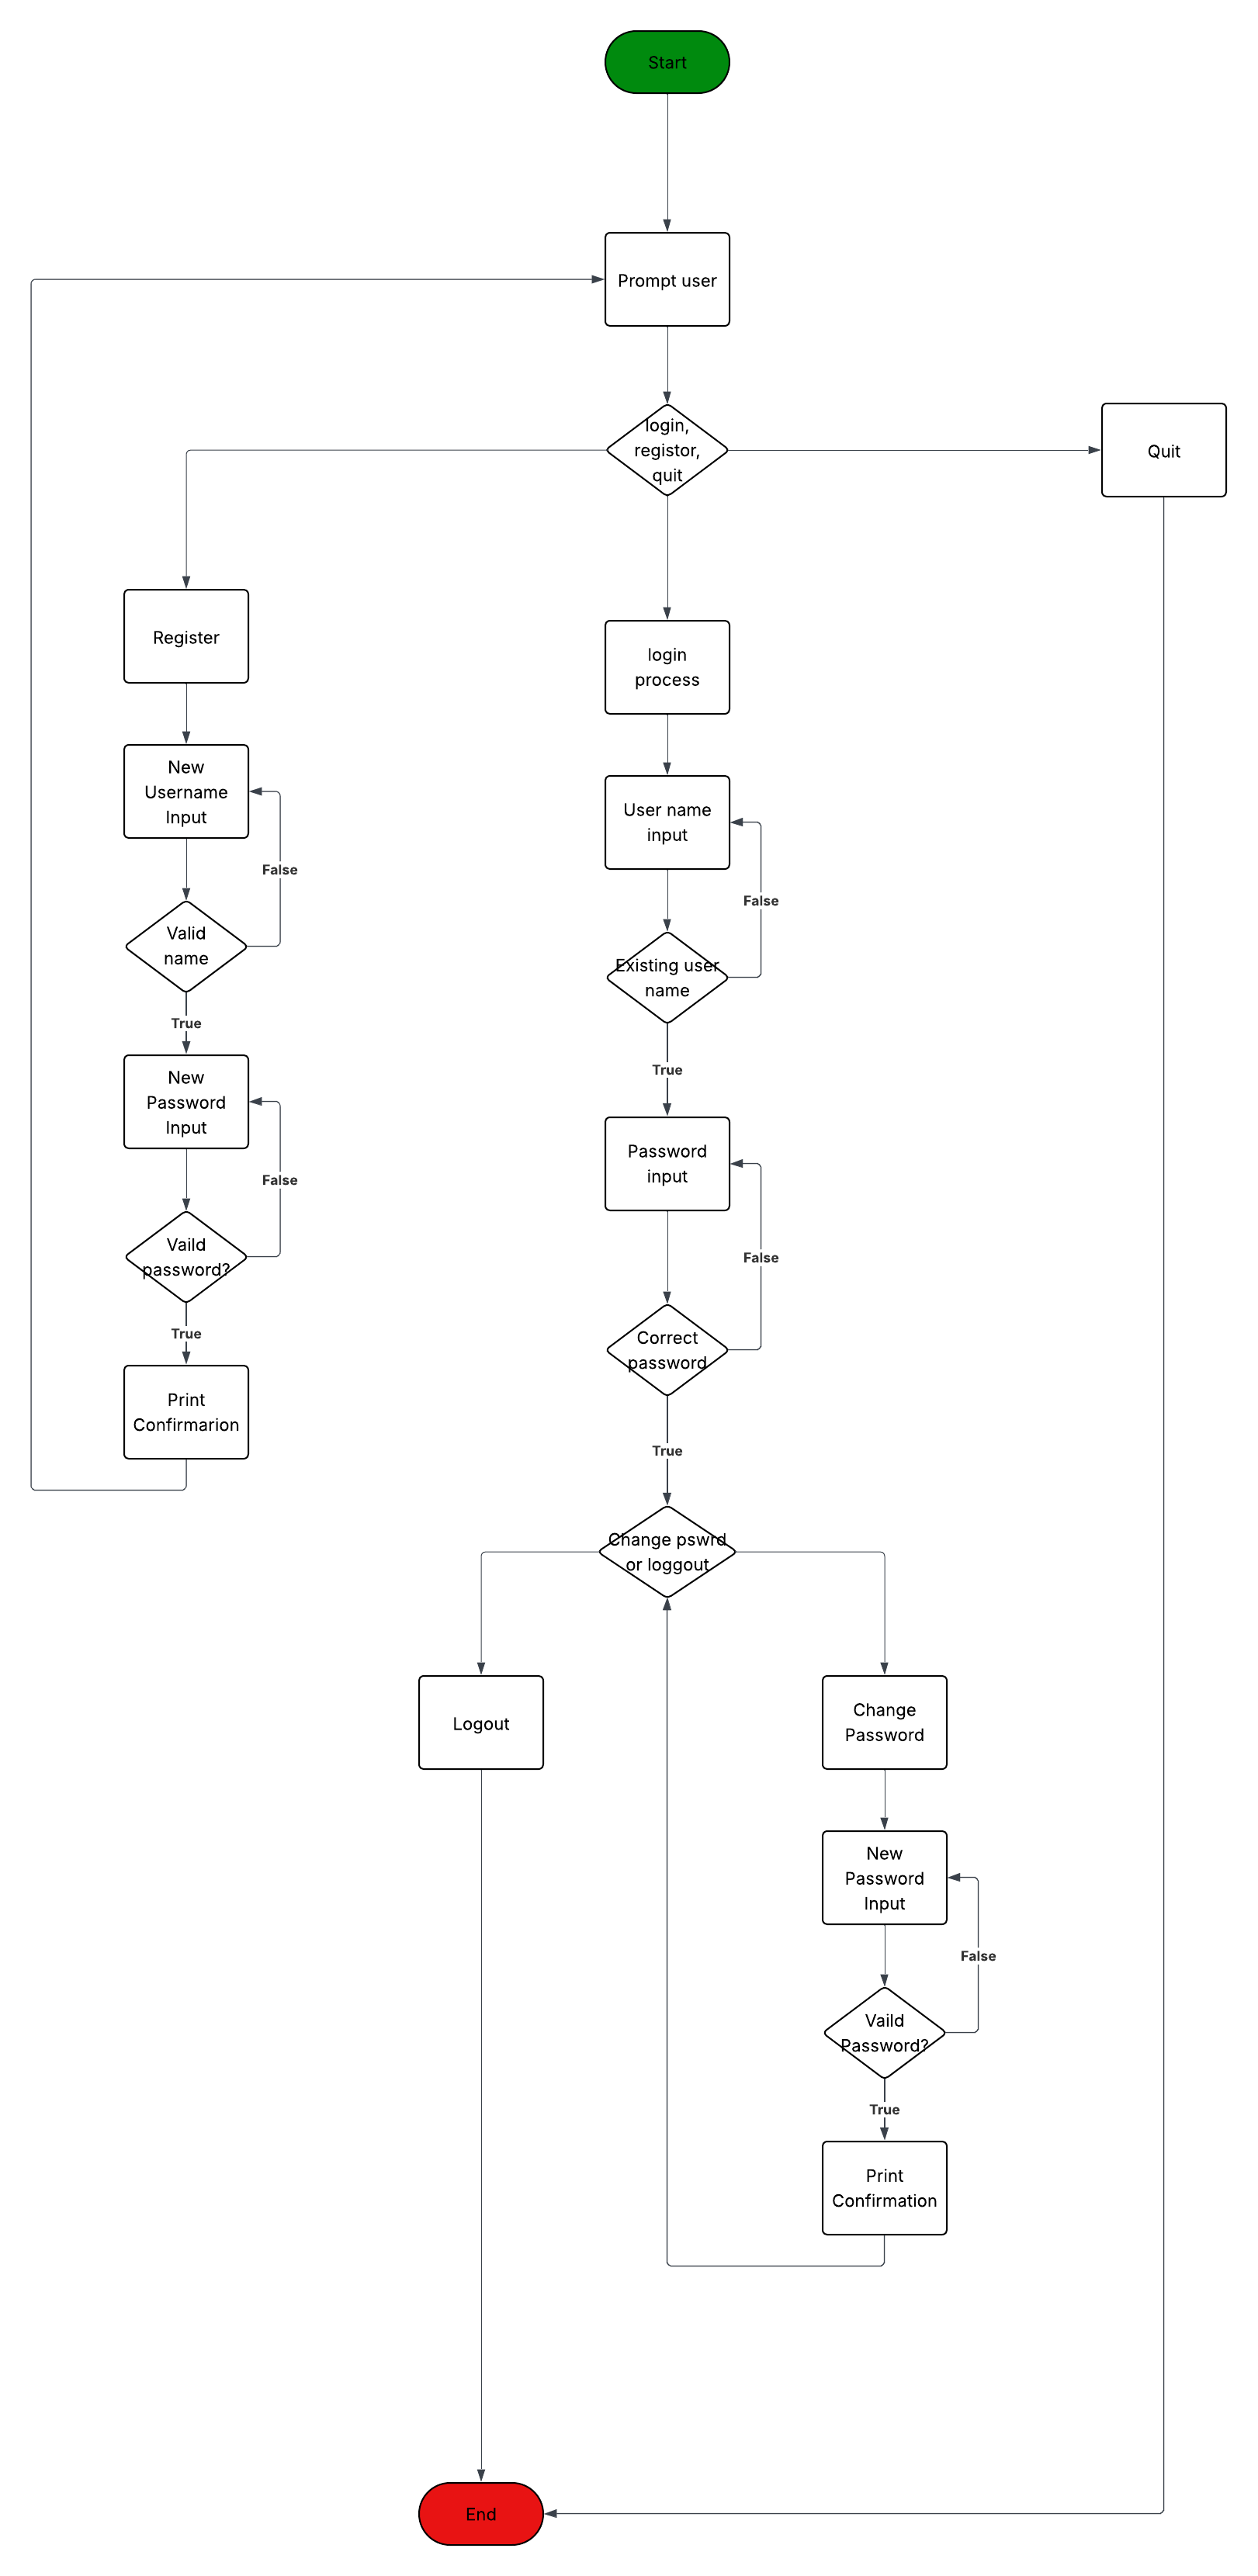 Start
Prompt user
login,
registor,
quit
Quit
Register
login
process
New
Username
Input
User name
input
False
False
Valid
name
Existing user
name
True
True
New
Password
Input
Password
input
False
False
Vaild
password?
True
Correct
password
Print
Confirmarion
True
Change pswrd
or loggout
Logout
Change
Password
New
Password
Input
False
Vaild
Password?
True
Print
Confirmation
End